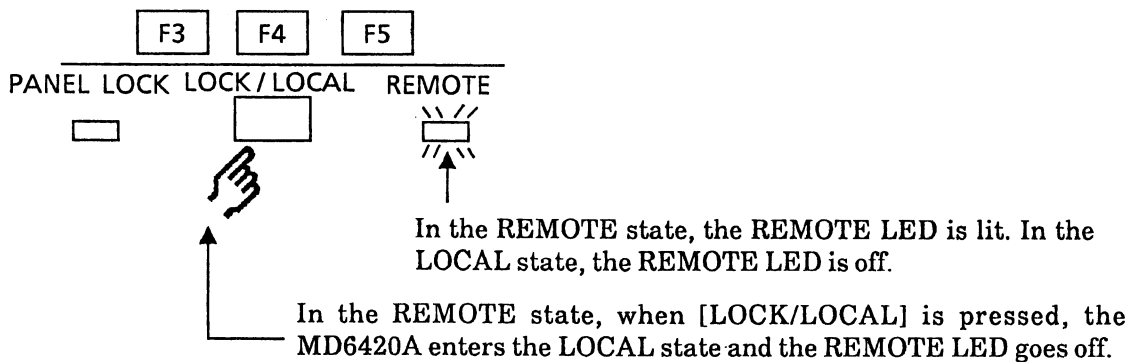 F3 F4 F5
PANEL LOCK LOCK / LOCAL REMOTE
In the REMOTE state, the REMOTE LED is lit. In the
LOCAL state, the REMOTE LED is off.
In the REMOTE state, when [LOCK/LOCAL] is pressed, the
MD6420A enters the LOCAL state and the REMOTE LED goes off.